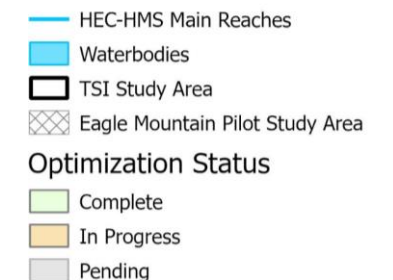 HEC-HMS Main Reaches
Waterbodies
TSI Study Area
Eagle Mountain Pilot Study Area
Optimization Status
Complete
In Progress
Pending